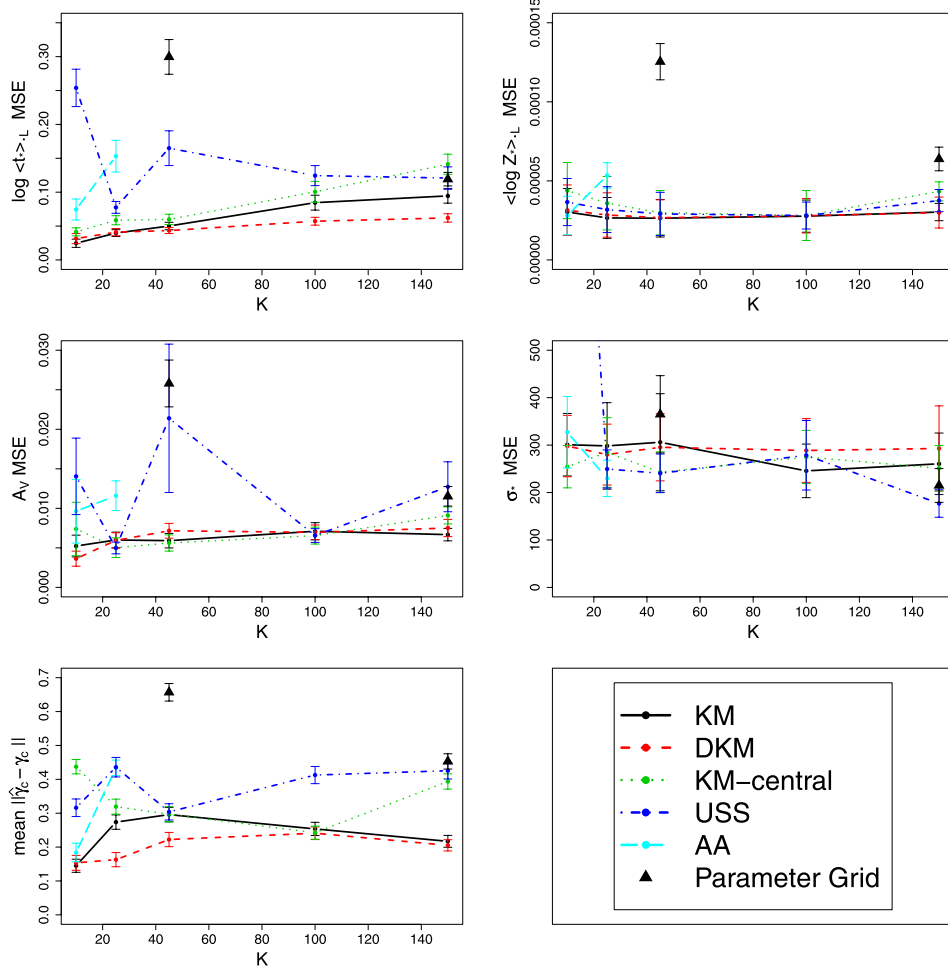 log <t*>·L MSE
0.00 0.10 0.20 0.30
20 40 60 80 100 120 140
K
<log Z*>·L MSE
0.00000 0.00005 0.00010 0.00015
20 40 60 80 100 120 140
K
AV MSE
0.000 0.010 0.020 0.030
20 40 60 80 100 120 140
K
σ* MSE
0 100 200 300 400 500
20 40 60 80 100 120 140
K
mean ||γ̂c − γc ||
0.0 0.1 0.2 0.3 0.4 0.5 0.6 0.7
20 40 60 80 100 120 140
K
KM
DKM
KM−central
USS
AA
Parameter Grid